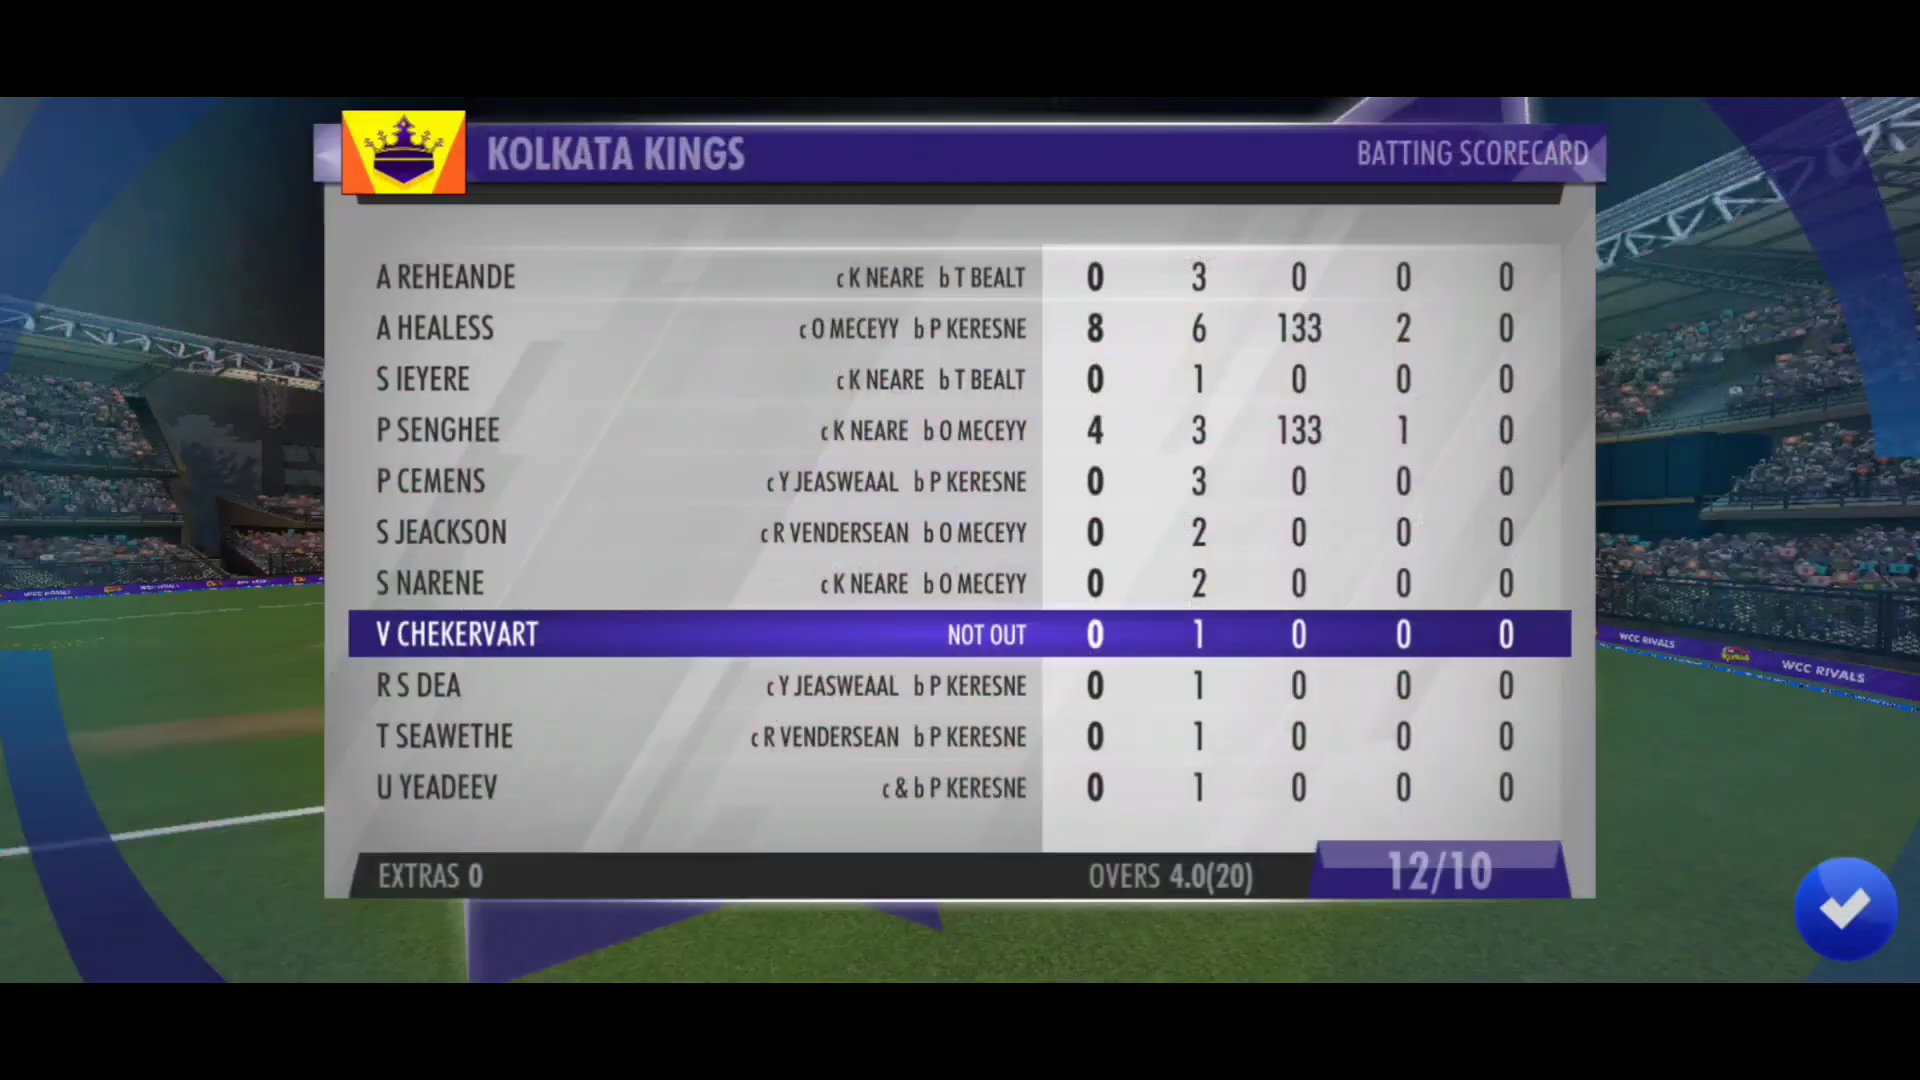 KOLKATA KINGS BATTING SCORECARD
A REHEANDE c K NEARE b T BEALT 0 3 0 0 0
A HEALESS c O MECEYY b P KERESNE 8 6 133 2 0
S IEYERE c K NEARE b T BEALT 0 1 0 0 0
P SENGHEE c K NEARE b O MECEYY 4 3 133 1 0
P CEMENS c Y JEASWEAAL b P KERESNE 0 3 0 0 0
S JEACKSON c R VENDERSEAN b O MECEYY 0 2 0 0 0
S NARENE c K NEARE b O MECEYY 0 2 0 0 0
V CHEKERVART NOT OUT 0 1 0 0 0
R S DEA c Y JEASWEAAL b P KERESNE 0 1 0 0 0
T SEAWETHE c R VENDERSEAN b P KERESNE 0 1 0 0 0
U YEADEEV c & b P KERESNE 0 1 0 0 0
EXTRAS 0 OVERS 4.0(20) 12/10
WCC RIVALS WCC RIVALS